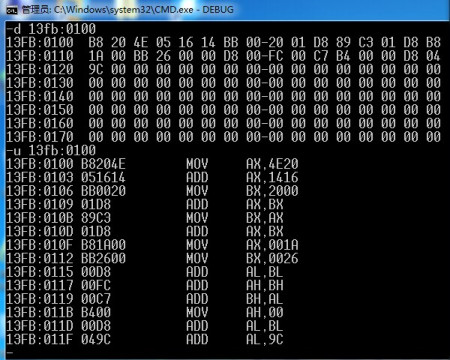 管理员: C:\Windows\system32\CMD.exe - DEBUG
-d 13fb:0100
13FB:0100 B8 20 4E 05 16 14 BB 00-20 01 D8 89 C3 01 D8 B8
13FB:0110 1A 00 BB 26 00 00 D8 00-FC 00 C7 B4 00 00 D8 04
13FB:0120 9C 00 00 00 00 00 00 00-00 00 00 00 00 00 00 00
13FB:0130 00 00 00 00 00 00 00 00-00 00 00 00 00 00 00 00
13FB:0140 00 00 00 00 00 00 00 00-00 00 00 00 00 00 00 00
13FB:0150 00 00 00 00 00 00 00 00-00 00 00 00 00 00 00 00
13FB:0160 00 00 00 00 00 00 00 00-00 00 00 00 00 00 00 00
13FB:0170 00 00 00 00 00 00 00 00-00 00 00 00 00 00 00 00
-u 13fb:0100
13FB:0100 B8204E MOV AX,4E20
13FB:0103 051614 ADD AX,1416
13FB:0106 BB0020 MOV BX,2000
13FB:0109 01D8 ADD AX,BX
13FB:010B 89C3 MOV BX,AX
13FB:010D 01D8 ADD AX,BX
13FB:010F B81A00 MOV AX,001A
13FB:0112 BB2600 MOV BX,0026
13FB:0115 00D8 ADD AL,BL
13FB:0117 00FC ADD AH,BH
13FB:0119 00C7 ADD BH,AL
13FB:011B B400 MOV AH,00
13FB:011D 00D8 ADD AL,BL
13FB:011F 049C ADD AL,9C
-